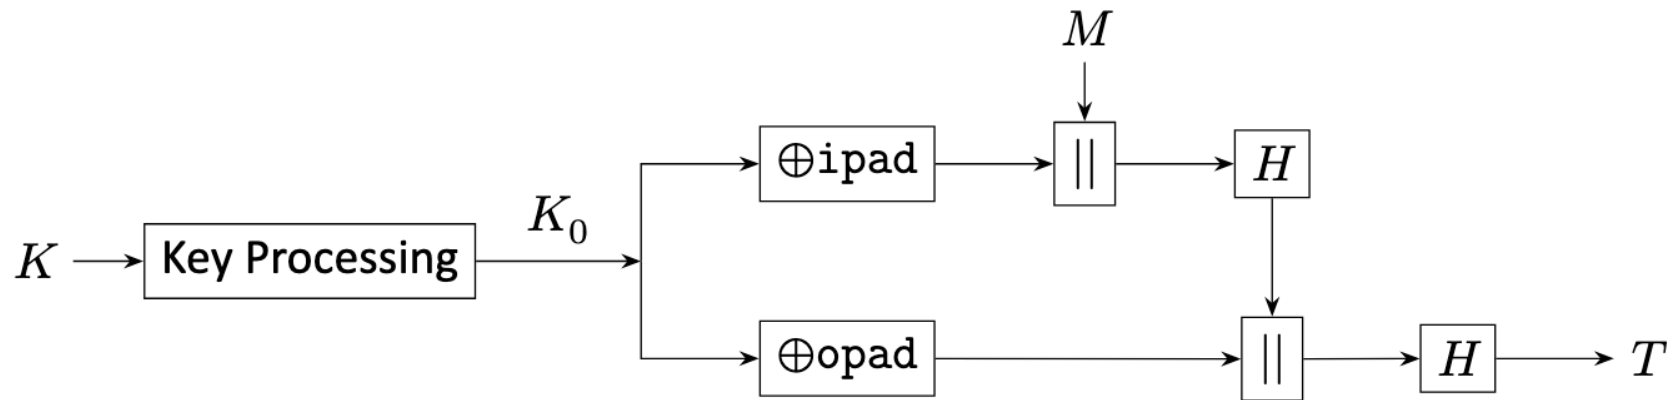 M
⊕ipad || H
K Key Processing K₀
⊕opad || H T